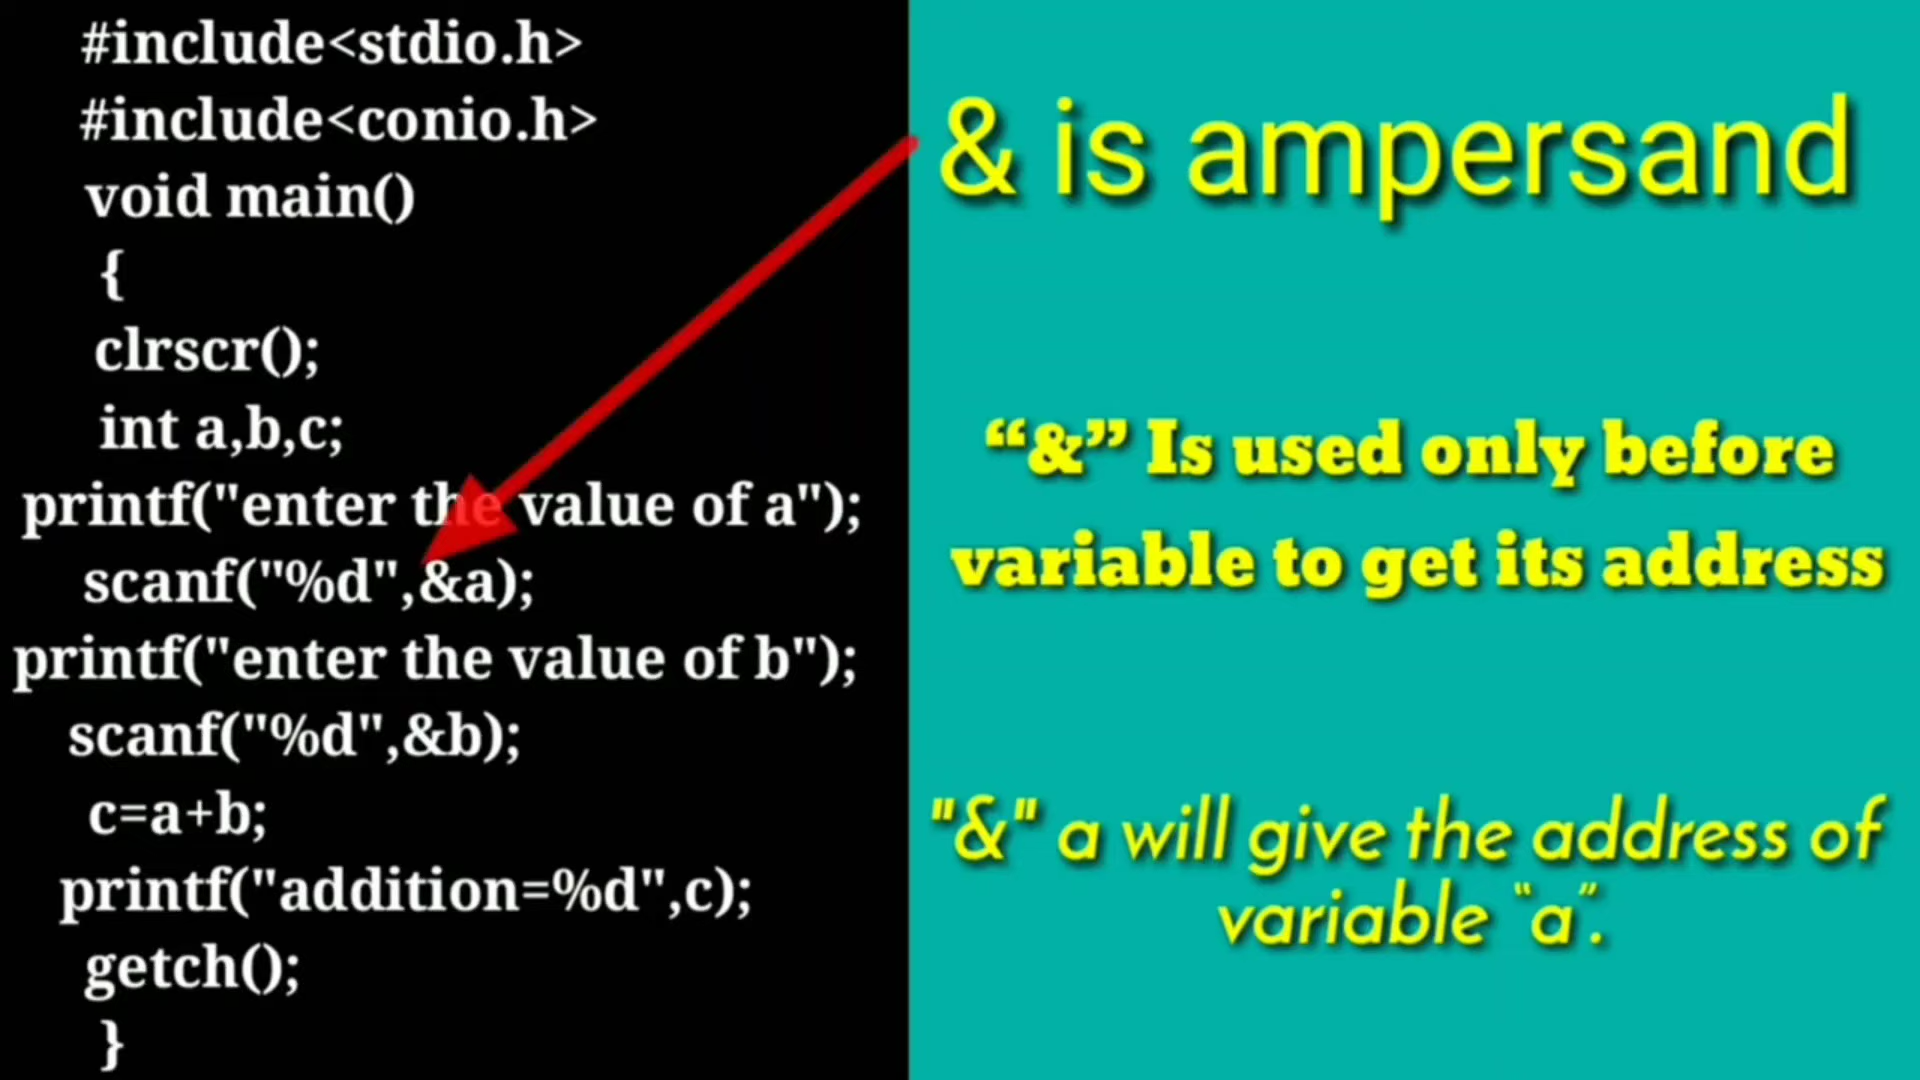 #include<stdio.h>
#include<conio.h>
void main()
{
clrscr();
int a,b,c;
printf("enter the value of a");
scanf("%d",&a);
printf("enter the value of b");
scanf("%d",&b);
c=a+b;
printf("addition=%d",c);
getch();
}
& is ampersand
“&” Is used only before
variable to get its address
"&" a will give the address of
variable “a”.